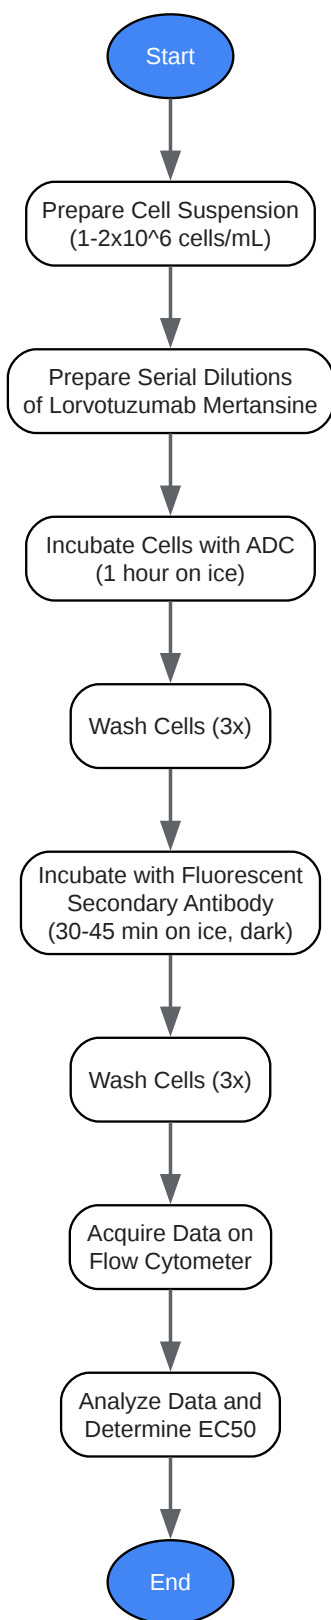 Start
Prepare Cell Suspension
(1-2x10^6 cells/mL)
Prepare Serial Dilutions
of Lorvotuzumab Mertansine
Incubate Cells with ADC
(1 hour on ice)
Wash Cells (3x)
Incubate with Fluorescent
Secondary Antibody
(30-45 min on ice, dark)
Wash Cells (3x)
Acquire Data on
Flow Cytometer
Analyze Data and
Determine EC50
End